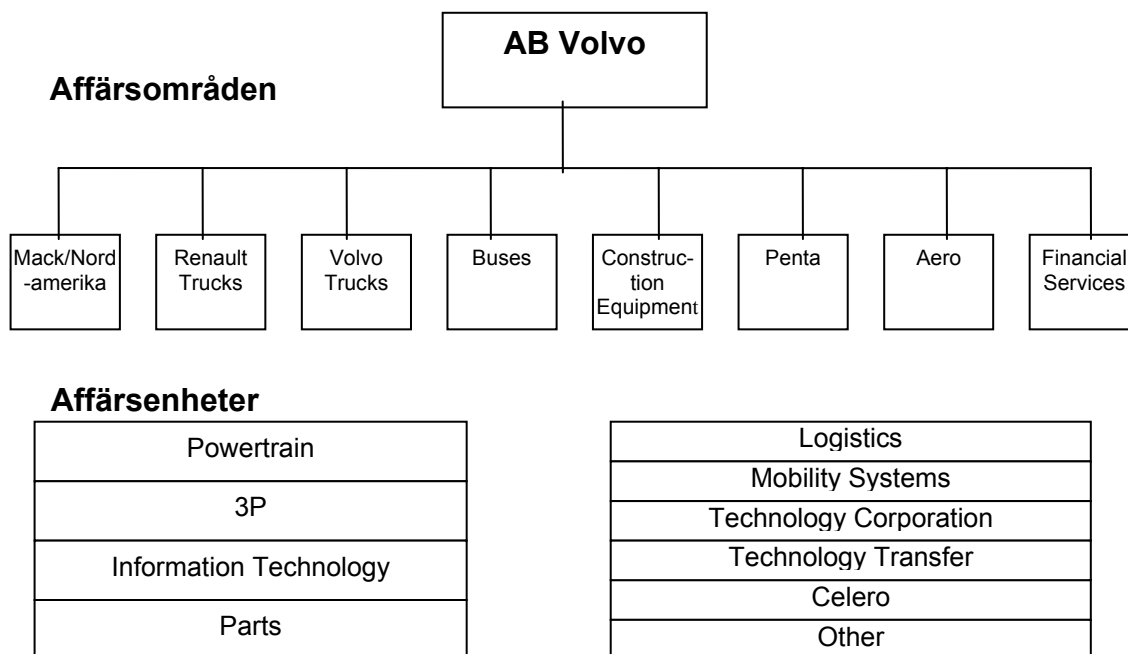 AB Volvo
Affärsområden
Mack/Nord
-amerika
Renault
Trucks
Volvo
Trucks
Buses
Construc-
tion
Equipment
Penta
Aero
Financial
Services
Affärsenheter
Powertrain
3P
Information Technology
Parts
Logistics
Mobility Systems
Technology Corporation
Technology Transfer
Celero
Other